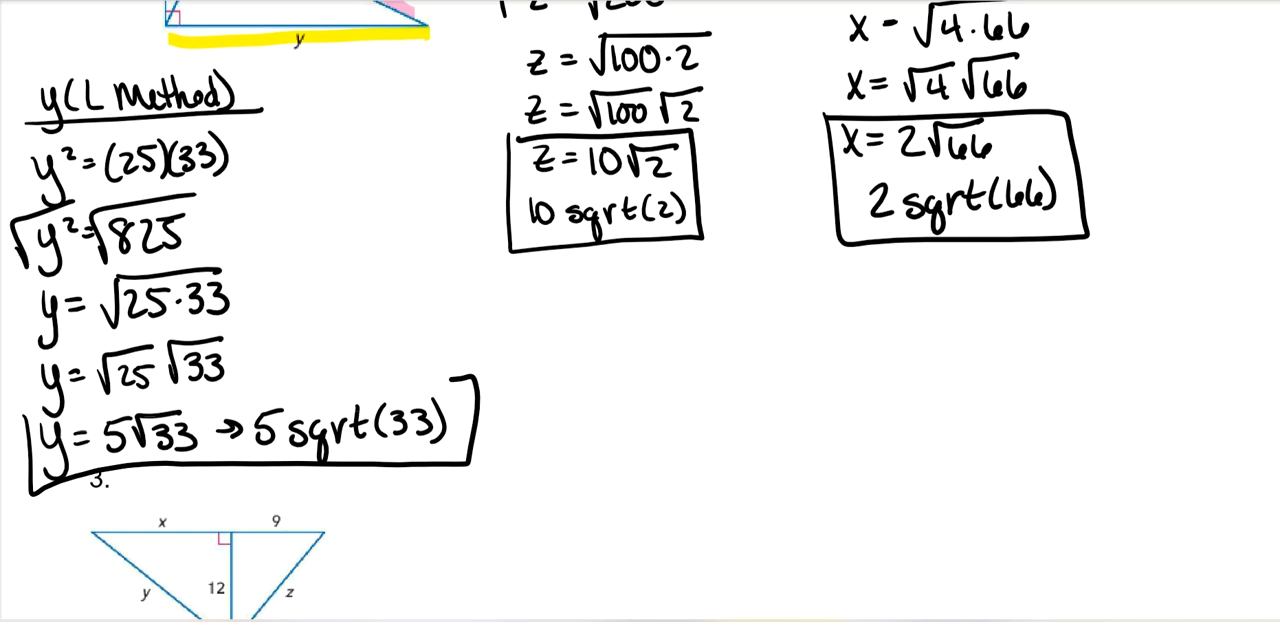 y
y(L Method)
y² = (25)(33)
√y² = √825
y = √25·33
y = √25 √33
y = 5√33 → 5 sqrt(33)
z = √100·2
z = √100 √2
z = 10√2
10 sqrt(2)
x = √4·66
x = √4 √66
x = 2√66
2 sqrt(66)
3.
x 9
12
y z